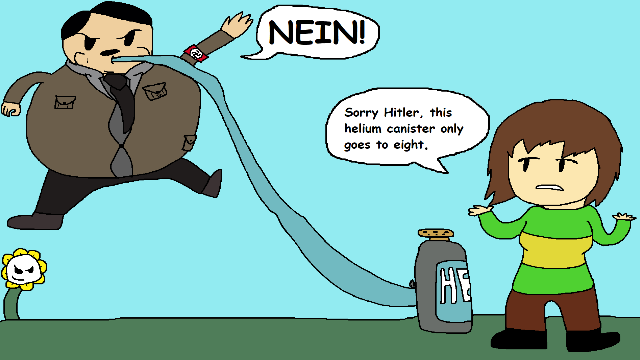 NEIN!
Sorry Hitler, this
helium canister only
goes to eight.
HE